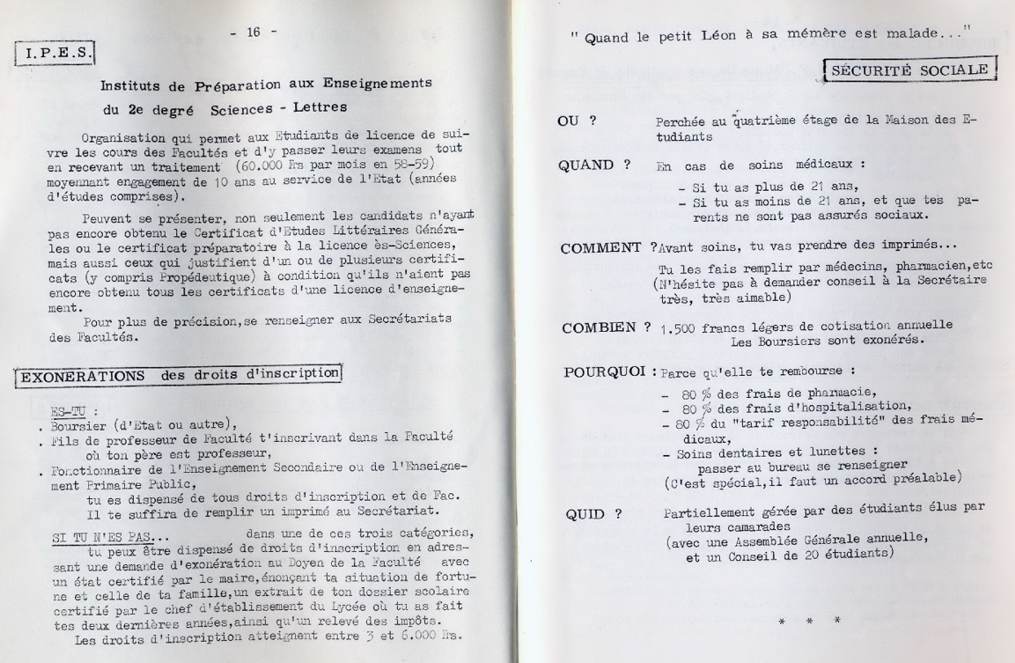 - 16 -
I.P.E.S.
Instituts de Préparation aux Enseignements
du 2e degré Sciences - Lettres
Organisation qui permet aux Etudiants de licence de sui-
vre les cours des Facultés et d'y passer leurs examens tout
en recevant un traitement (60.000 Frs par mois en 58-59)
moyennant engagement de 10 ans au service de l'Etat (années
d'études comprises).
Peuvent se présenter, non seulement les candidats n'ayant
pas encore obtenu le Certificat d'Etudes Littéraires Généra-
les ou le certificat préparatoire à la licence ès-Sciences,
mais aussi ceux qui justifient d'un ou de plusieurs certifi-
cats (y compris Propédeutique) à condition qu'ils n'aient pas
encore obtenu tous les certificats d'une licence d'enseigne-
ment.
Pour plus de précision,se renseigner aux Secrétariats
des Facultés.
EXONERATIONS des droits d'inscription
ES-TU :
. Boursier (d'Etat ou autre),
. Fils de professeur de Faculté t'inscrivant dans la Faculté
où ton père est professeur,
. Fonctionnaire de l'Enseignement Secondaire ou de l'Enseigne-
ment Primaire Public,
tu es dispensé de tous droits d'inscription et de Fac.
Il te suffira de remplir un imprimé au Secrétariat.
SI TU N'ES PAS... dans une de ces trois catégories,
tu peux être dispensé de droits d'inscription en adres-
sant une demande d'exonération au Doyen de la Faculté avec
un état certifié par le maire,énonçant ta situation de fortu-
ne et celle de ta famille,un extrait de ton dossier scolaire
certifié par le chef d'établissement du Lycée où tu as fait
tes deux dernières années,ainsi qu'un relevé des impôts.
Les droits d'inscription atteignent entre 3 et 6.000 Frs.
" Quand le petit Léon à sa mémère est malade..."
SÉCURITÉ SOCIALE
OU ? Perchée au quatrième étage de la Maison des E-
tudiants
QUAND ? En cas de soins médicaux :
- Si tu as plus de 21 ans,
- Si tu as moins de 21 ans, et que tes pa-
rents ne sont pas assurés sociaux.
COMMENT ? Avant soins, tu vas prendre des imprimés...
Tu les fais remplir par médecins, pharmacien,etc
(N'hésite pas à demander conseil à la Secrétaire
très, très aimable)
COMBIEN ? 1.500 francs légers de cotisation annuelle
Les Boursiers sont exonérés.
POURQUOI : Parce qu'elle te rembourse :
- 80 % des frais de pharmacie,
- 80 % des frais d'hospitalisation,
- 80 % du "tarif responsabilité" des frais mé-
dicaux,
- Soins dentaires et lunettes :
passer au bureau se renseigner
(C'est spécial,il faut un accord préalable)
QUID ? Partiellement gérée par des étudiants élus par
leurs camarades
(avec une Assemblée Générale annuelle,
et un Conseil de 20 étudiants)
* * *